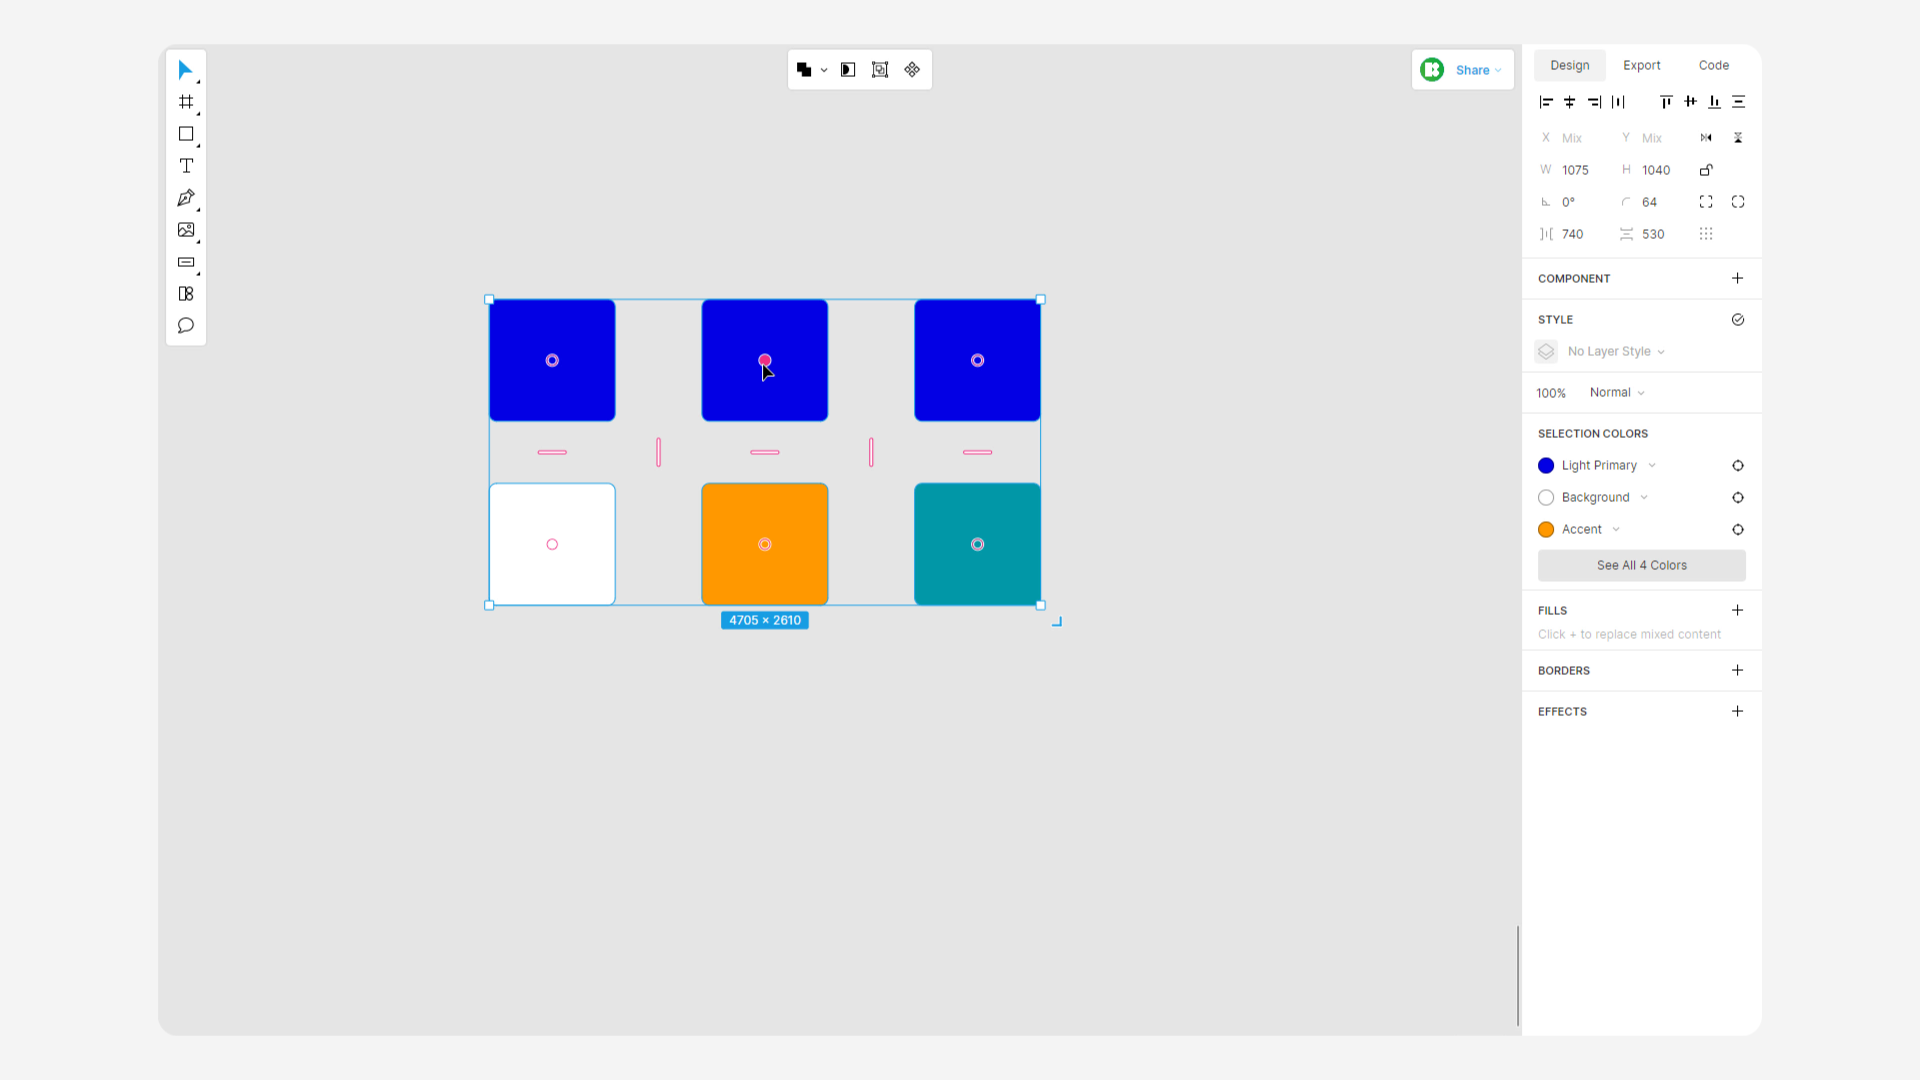 Share
Design Export Code
X Mix Y Mix
W 1075 H 1040
0° 64
740 530
COMPONENT
STYLE
No Layer Style
100% Normal
SELECTION COLORS
Light Primary
Background
Accent
See All 4 Colors
FILLS
Click + to replace mixed content
BORDERS
EFFECTS
4705 × 2610